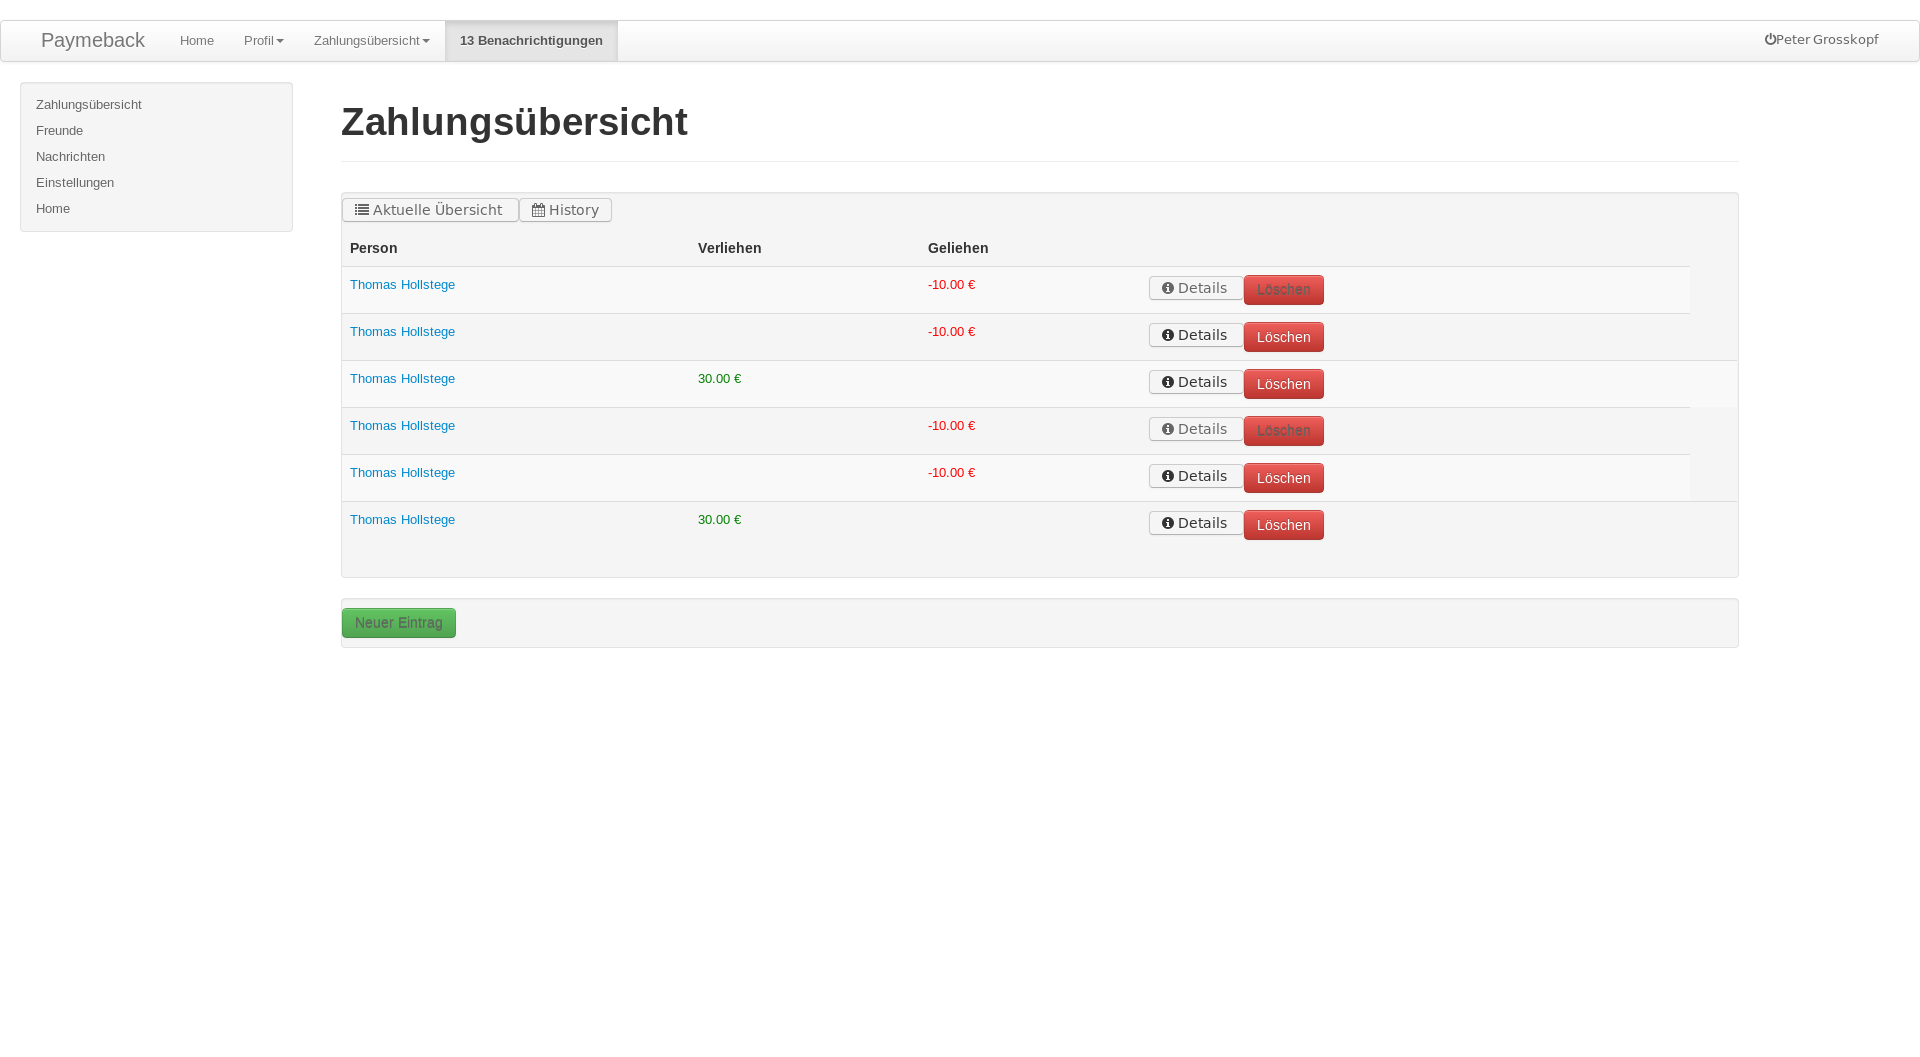 Paymeback Home Profil Zahlungsübersicht 13 Benachrichtigungen Peter Grosskopf
Zahlungsübersicht
Freunde
Nachrichten
Einstellungen
Home
Zahlungsübersicht
Aktuelle Übersicht History
Person Verliehen Geliehen
Thomas Hollstege -10.00 € Details Löschen
Thomas Hollstege -10.00 € Details Löschen
Thomas Hollstege 30.00 € Details Löschen
Thomas Hollstege -10.00 € Details Löschen
Thomas Hollstege -10.00 € Details Löschen
Thomas Hollstege 30.00 € Details Löschen
Neuer Eintrag